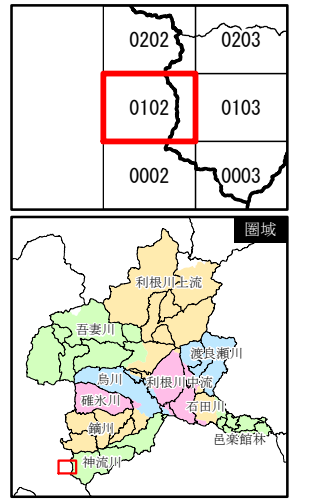 0202 0203
0102 0103
0002 0003
圏域
利根川上流
吾妻川
渡良瀬川
烏川 利根川中流
碓氷川
石田川
鏑川
邑楽館林
神流川